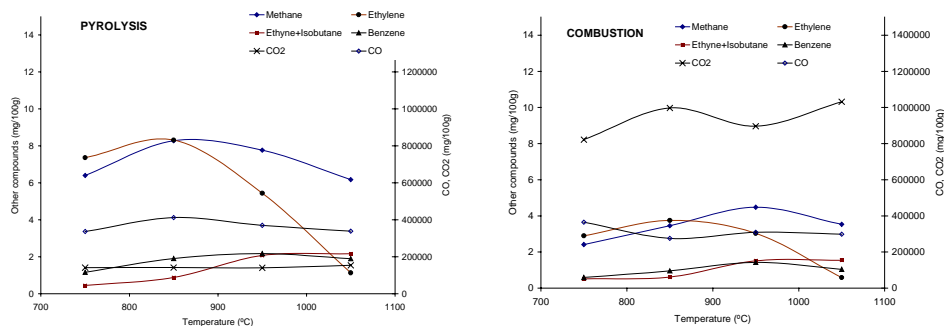 PYROLYSIS
Methane
Ethylene
Ethyne+Isobutane
Benzene
CO2
CO
14
12
10
8
6
4
2
0
Other compounds (mg/100g)
1200000
1000000
800000
600000
400000
200000
0
CO, CO2 (mg/100g)
700
800
900
1000
1100
Temperature (ºC)
COMBUSTION
Methane
Ethylene
Ethyne+Isobutane
Benzene
CO2
CO
14
12
10
8
6
4
2
0
Other compounds (mg/100g)
1400000
1200000
1000000
800000
600000
400000
200000
0
CO, CO2 (mg/100g)
700
800
900
1000
1100
Temperature (ºC)